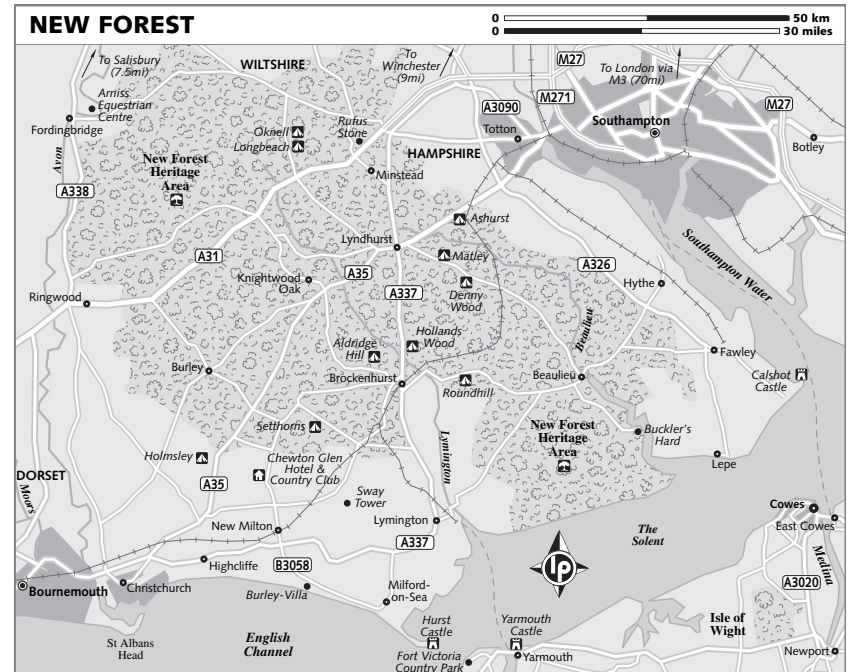 NEW FOREST
0 50 km
0 30 miles
To Salisbury
(7.5mi)
WILTSHIRE
To
Winchester
(9mi)
M27
To London via
M3 (70mi)
Arniss
Equestrian
Centre
Fordingbridge
Avon
Ocknell
Longbeach
Rufus
Stone
A3090
M271
Totton
Southampton
M27
Botley
HAMPSHIRE
New Forest
Heritage
Area
Minstead
A338
Ashurst
Lyndhurst
Southampton Water
A31
Matley
A326
Knightwood
Oak
A35
A337
Denny
Wood
Hythe
Ringwood
Beaulieu
Hollands
Wood
Aldridge
Hill
Fawley
Burley
Brockenhurst
Roundhill
Beaulieu
Calshot
Castle
Setthorns
Lymington
New Forest
Heritage
Area
Buckler's
Hard
Holmsley
Chewton Glen
Hotel &
Country Club
Lepe
DORSET
Moors
A35
Sway
Tower
Cowes
East Cowes
New Milton
Lymington
A337
The
Solent
lp
Medina
Highcliffe
B3058
A3020
Bournemouth
Christchurch
Burley-Villa
Milford-
on-Sea
St Albans
Head
English
Channel
Hurst
Castle
Yarmouth
Castle
Isle of
Wight
Fort Victoria
Country Park
Yarmouth
Newport